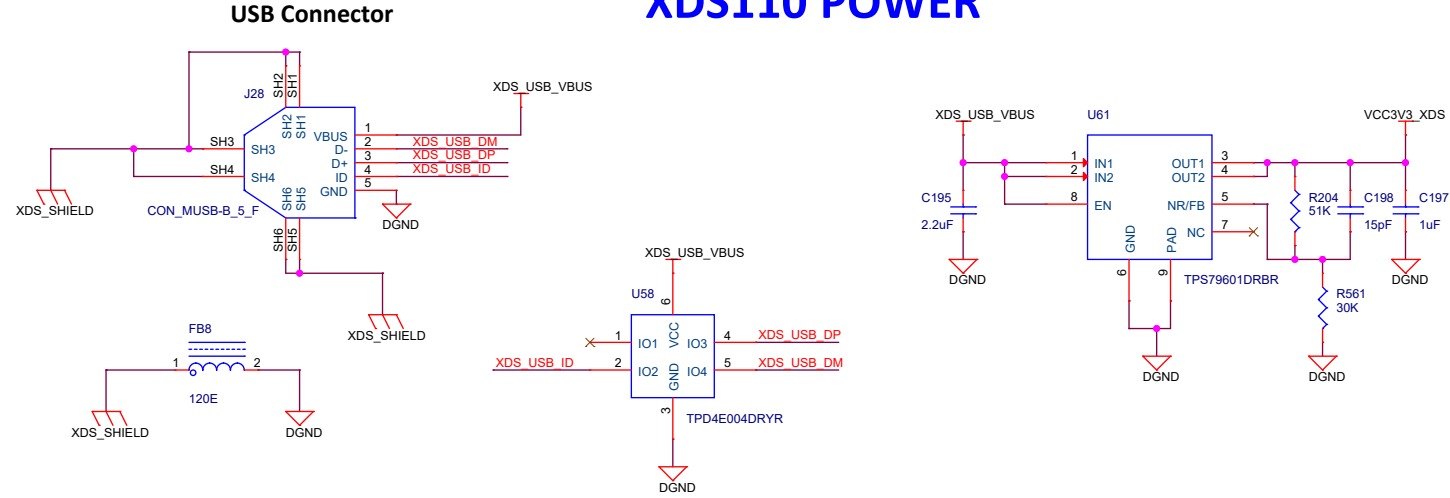 XDS110 POWER
USB Connector
J28
SH2
SH1
SH2
SH1
XDS_USB_VBUS
VBUS
1
D-
2
XDS_USB_DM
D+
3
XDS_USB_DP
ID
4
XDS_USB_ID
GND
5
DGND
SH3
SH3
SH4
SH4
SH6
SH5
SH6
SH5
CON_MUSB-B_5_F
XDS_SHIELD
XDS_SHIELD
FB8
1
2
120E
XDS_SHIELD
DGND
XDS_USB_VBUS
U58
6
VCC
1
IO1
IO3
4
XDS_USB_DP
XDS_USB_ID
2
IO2
IO4
5
XDS_USB_DM
GND
3
TPD4E004DRYR
DGND
XDS_USB_VBUS
U61
VCC3V3_XDS
1
IN1
OUT1
3
2
IN2
OUT2
4
8
EN
NR/FB
5
NC
7
GND
PAD
6
9
TPS79601DRBR
C195
2.2uF
DGND
R204
51K
C198
15pF
C197
1uF
DGND
R561
30K
DGND
DGND